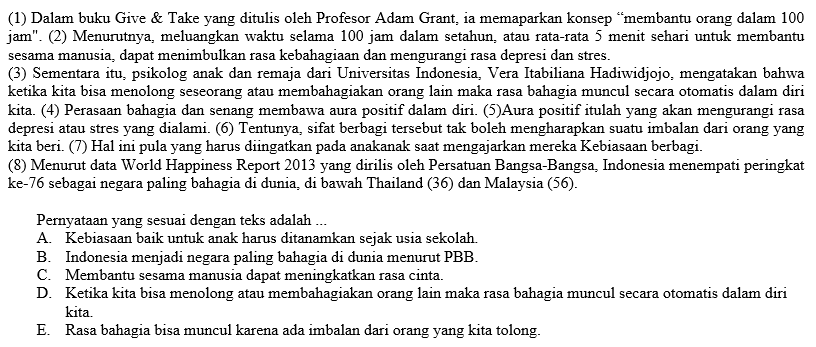 (1) Dalam buku Give & Take yang ditulis oleh Profesor Adam Grant, ia memaparkan konsep “membantu orang dalam 100
jam". (2) Menurutnya, meluangkan waktu selama 100 jam dalam setahun, atau rata-rata 5 menit sehari untuk membantu
sesama manusia, dapat menimbulkan rasa kebahagiaan dan mengurangi rasa depresi dan stres.
(3) Sementara itu, psikolog anak dan remaja dari Universitas Indonesia, Vera Itabiliana Hadiwidjojo, mengatakan bahwa
ketika kita bisa menolong seseorang atau membahagiakan orang lain maka rasa bahagia muncul secara otomatis dalam diri
kita. (4) Perasaan bahagia dan senang membawa aura positif dalam diri. (5)Aura positif itulah yang akan mengurangi rasa
depresi atau stres yang dialami. (6) Tentunya, sifat berbagi tersebut tak boleh mengharapkan suatu imbalan dari orang yang
kita beri. (7) Hal ini pula yang harus diingatkan pada anakanak saat mengajarkan mereka Kebiasaan berbagi.
(8) Menurut data World Happiness Report 2013 yang dirilis oleh Persatuan Bangsa-Bangsa, Indonesia menempati peringkat
ke-76 sebagai negara paling bahagia di dunia, di bawah Thailand (36) dan Malaysia (56).
Pernyataan yang sesuai dengan teks adalah ...
A. Kebiasaan baik untuk anak harus ditanamkan sejak usia sekolah.
B. Indonesia menjadi negara paling bahagia di dunia menurut PBB.
C. Membantu sesama manusia dapat meningkatkan rasa cinta.
D. Ketika kita bisa menolong atau membahagiakan orang lain maka rasa bahagia muncul secara otomatis dalam diri
kita.
E. Rasa bahagia bisa muncul karena ada imbalan dari orang yang kita tolong.